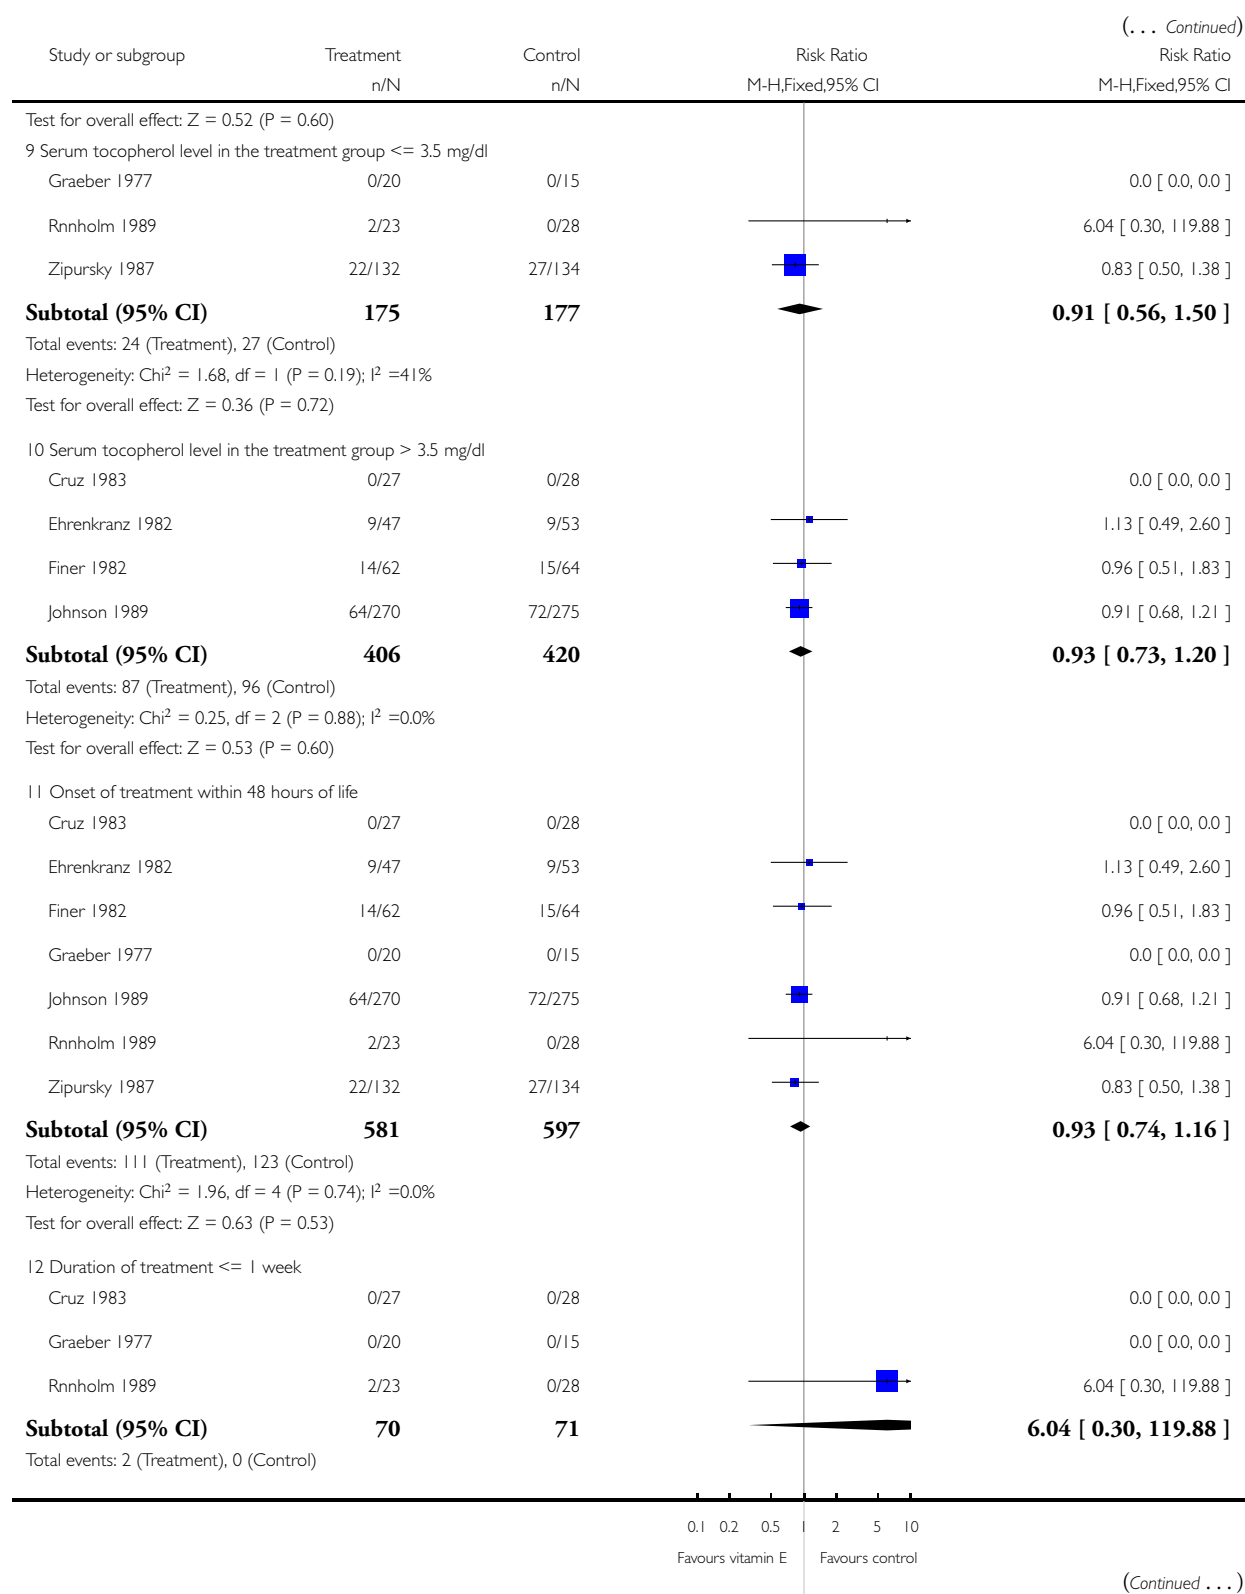 (... Continued)
Study or subgroup Treatment Control Risk Ratio Risk Ratio
n/N n/N M-H,Fixed,95% CI M-H,Fixed,95% CI
Test for overall effect: Z = 0.52 (P = 0.60)
9 Serum tocopherol level in the treatment group <= 3.5 mg/dl
Graeber 1977 0/20 0/15 0.0 [ 0.0, 0.0 ]
Rnnholm 1989 2/23 0/28 6.04 [ 0.30, 119.88 ]
Zipursky 1987 22/132 27/134 0.83 [ 0.50, 1.38 ]
Subtotal (95% CI) 175 177 0.91 [ 0.56, 1.50 ]
Total events: 24 (Treatment), 27 (Control)
Heterogeneity: Chi² = 1.68, df = 1 (P = 0.19); I² =41%
Test for overall effect: Z = 0.36 (P = 0.72)
10 Serum tocopherol level in the treatment group > 3.5 mg/dl
Cruz 1983 0/27 0/28 0.0 [ 0.0, 0.0 ]
Ehrenkranz 1982 9/47 9/53 1.13 [ 0.49, 2.60 ]
Finer 1982 14/62 15/64 0.96 [ 0.51, 1.83 ]
Johnson 1989 64/270 72/275 0.91 [ 0.68, 1.21 ]
Subtotal (95% CI) 406 420 0.93 [ 0.73, 1.20 ]
Total events: 87 (Treatment), 96 (Control)
Heterogeneity: Chi² = 0.25, df = 2 (P = 0.88); I² =0.0%
Test for overall effect: Z = 0.53 (P = 0.60)
11 Onset of treatment within 48 hours of life
Cruz 1983 0/27 0/28 0.0 [ 0.0, 0.0 ]
Ehrenkranz 1982 9/47 9/53 1.13 [ 0.49, 2.60 ]
Finer 1982 14/62 15/64 0.96 [ 0.51, 1.83 ]
Graeber 1977 0/20 0/15 0.0 [ 0.0, 0.0 ]
Johnson 1989 64/270 72/275 0.91 [ 0.68, 1.21 ]
Rnnholm 1989 2/23 0/28 6.04 [ 0.30, 119.88 ]
Zipursky 1987 22/132 27/134 0.83 [ 0.50, 1.38 ]
Subtotal (95% CI) 581 597 0.93 [ 0.74, 1.16 ]
Total events: 111 (Treatment), 123 (Control)
Heterogeneity: Chi² = 1.96, df = 4 (P = 0.74); I² =0.0%
Test for overall effect: Z = 0.63 (P = 0.53)
12 Duration of treatment <= 1 week
Cruz 1983 0/27 0/28 0.0 [ 0.0, 0.0 ]
Graeber 1977 0/20 0/15 0.0 [ 0.0, 0.0 ]
Rnnholm 1989 2/23 0/28 6.04 [ 0.30, 119.88 ]
Subtotal (95% CI) 70 71 6.04 [ 0.30, 119.88 ]
Total events: 2 (Treatment), 0 (Control)
0.1 0.2 0.5 1 2 5 10
Favours vitamin E Favours control
(Continued ...)